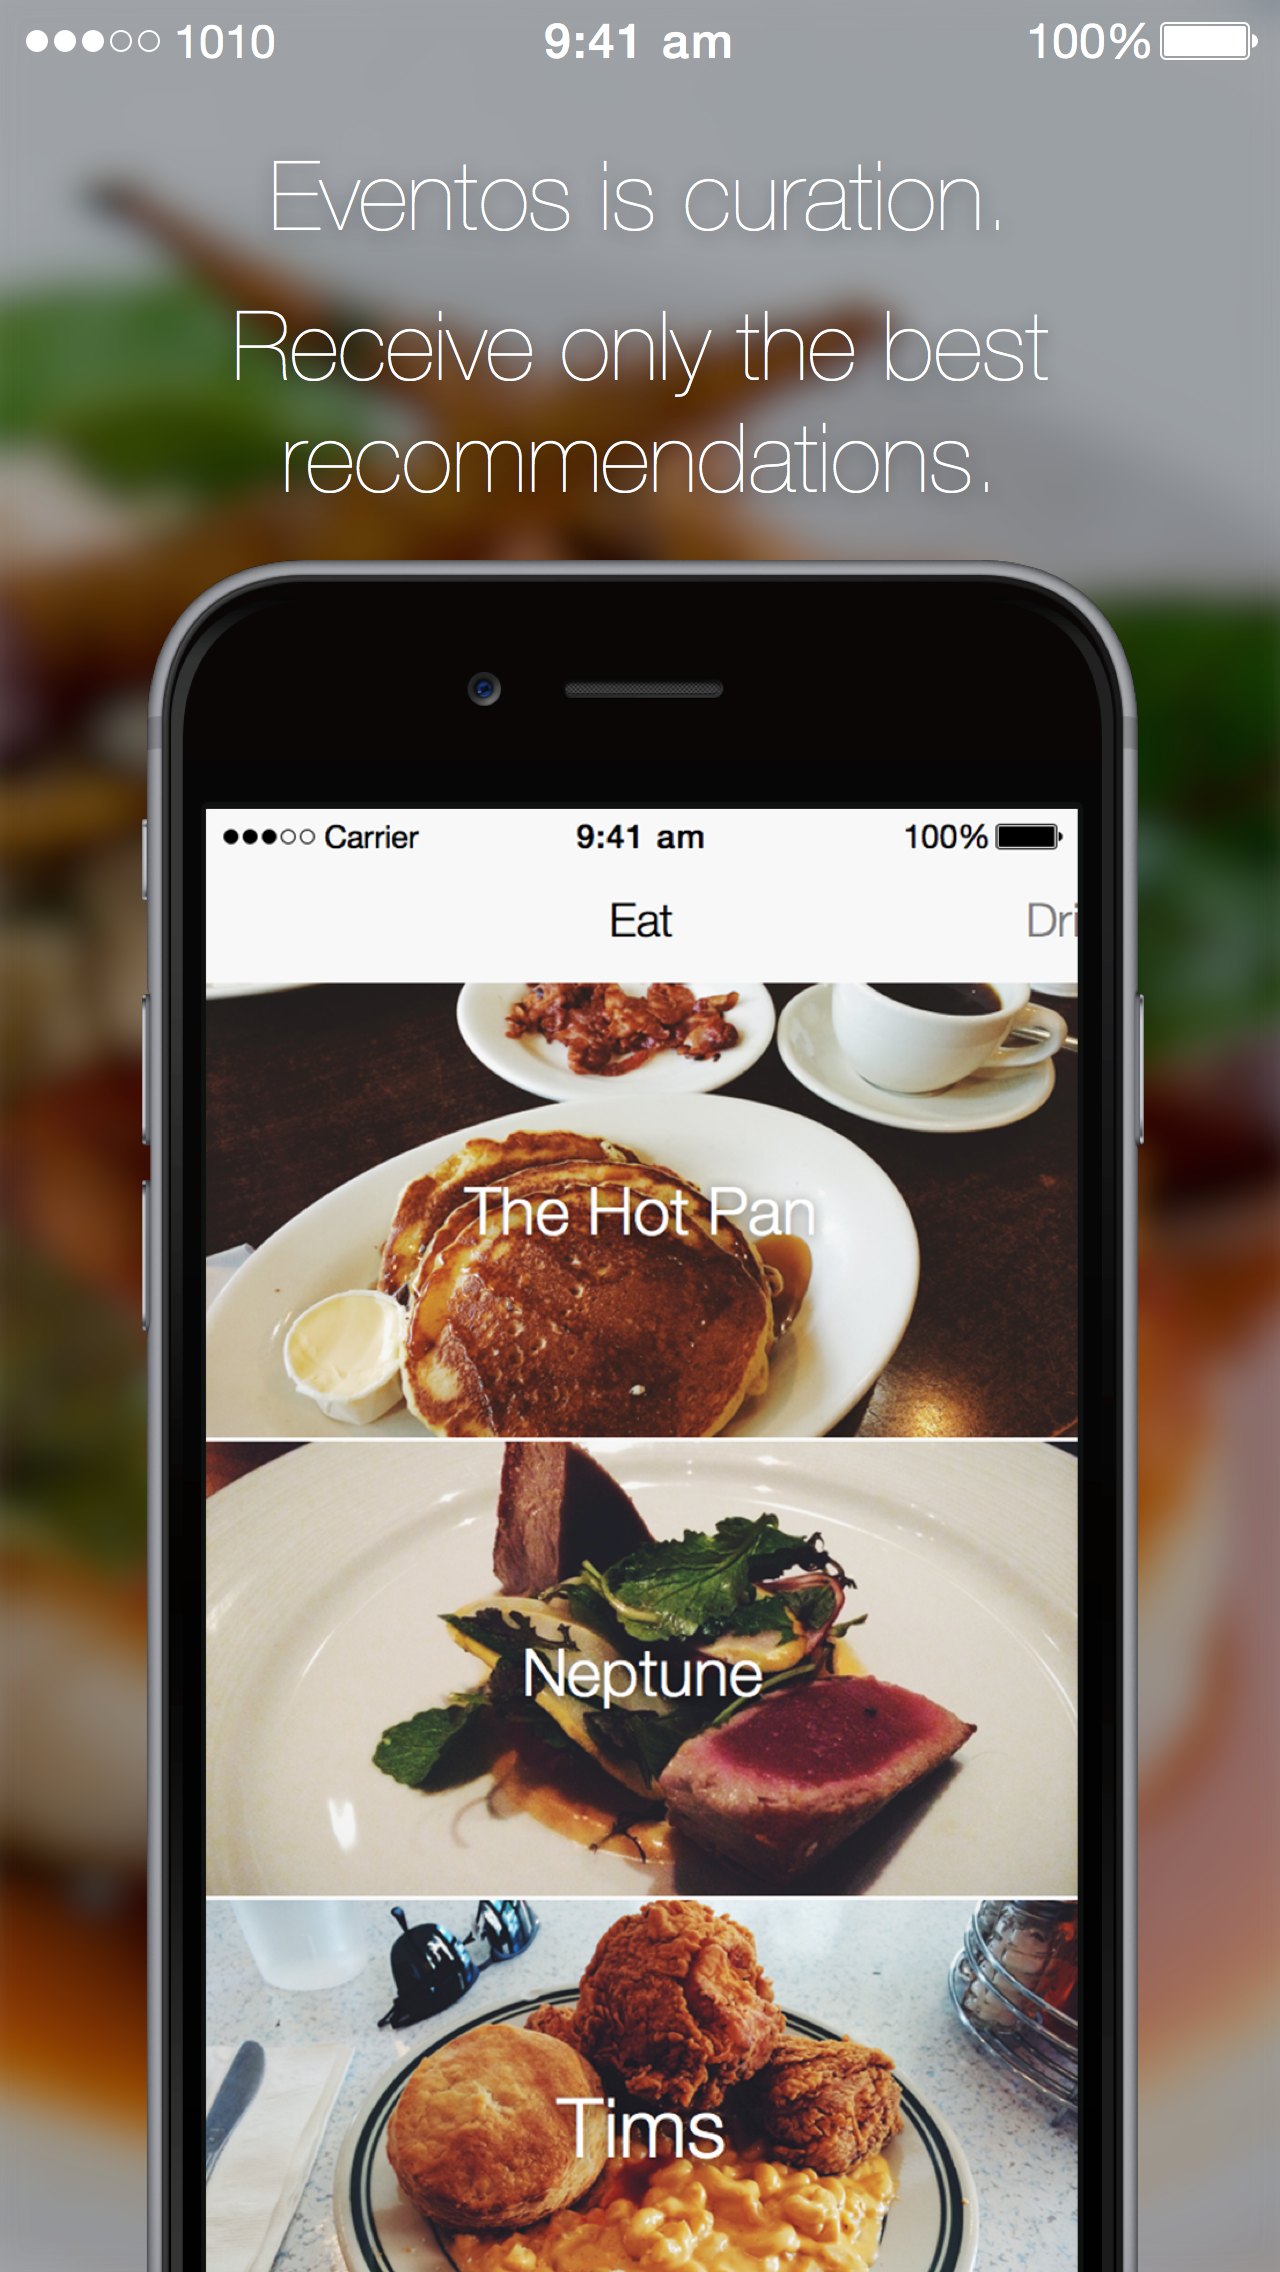 1010 9:41 am 100%
Eventos is curation.
Receive only the best
recommendations.
Carrier 9:41 am 100%
Eat Dri
The Hot Pan
Neptune
Tims